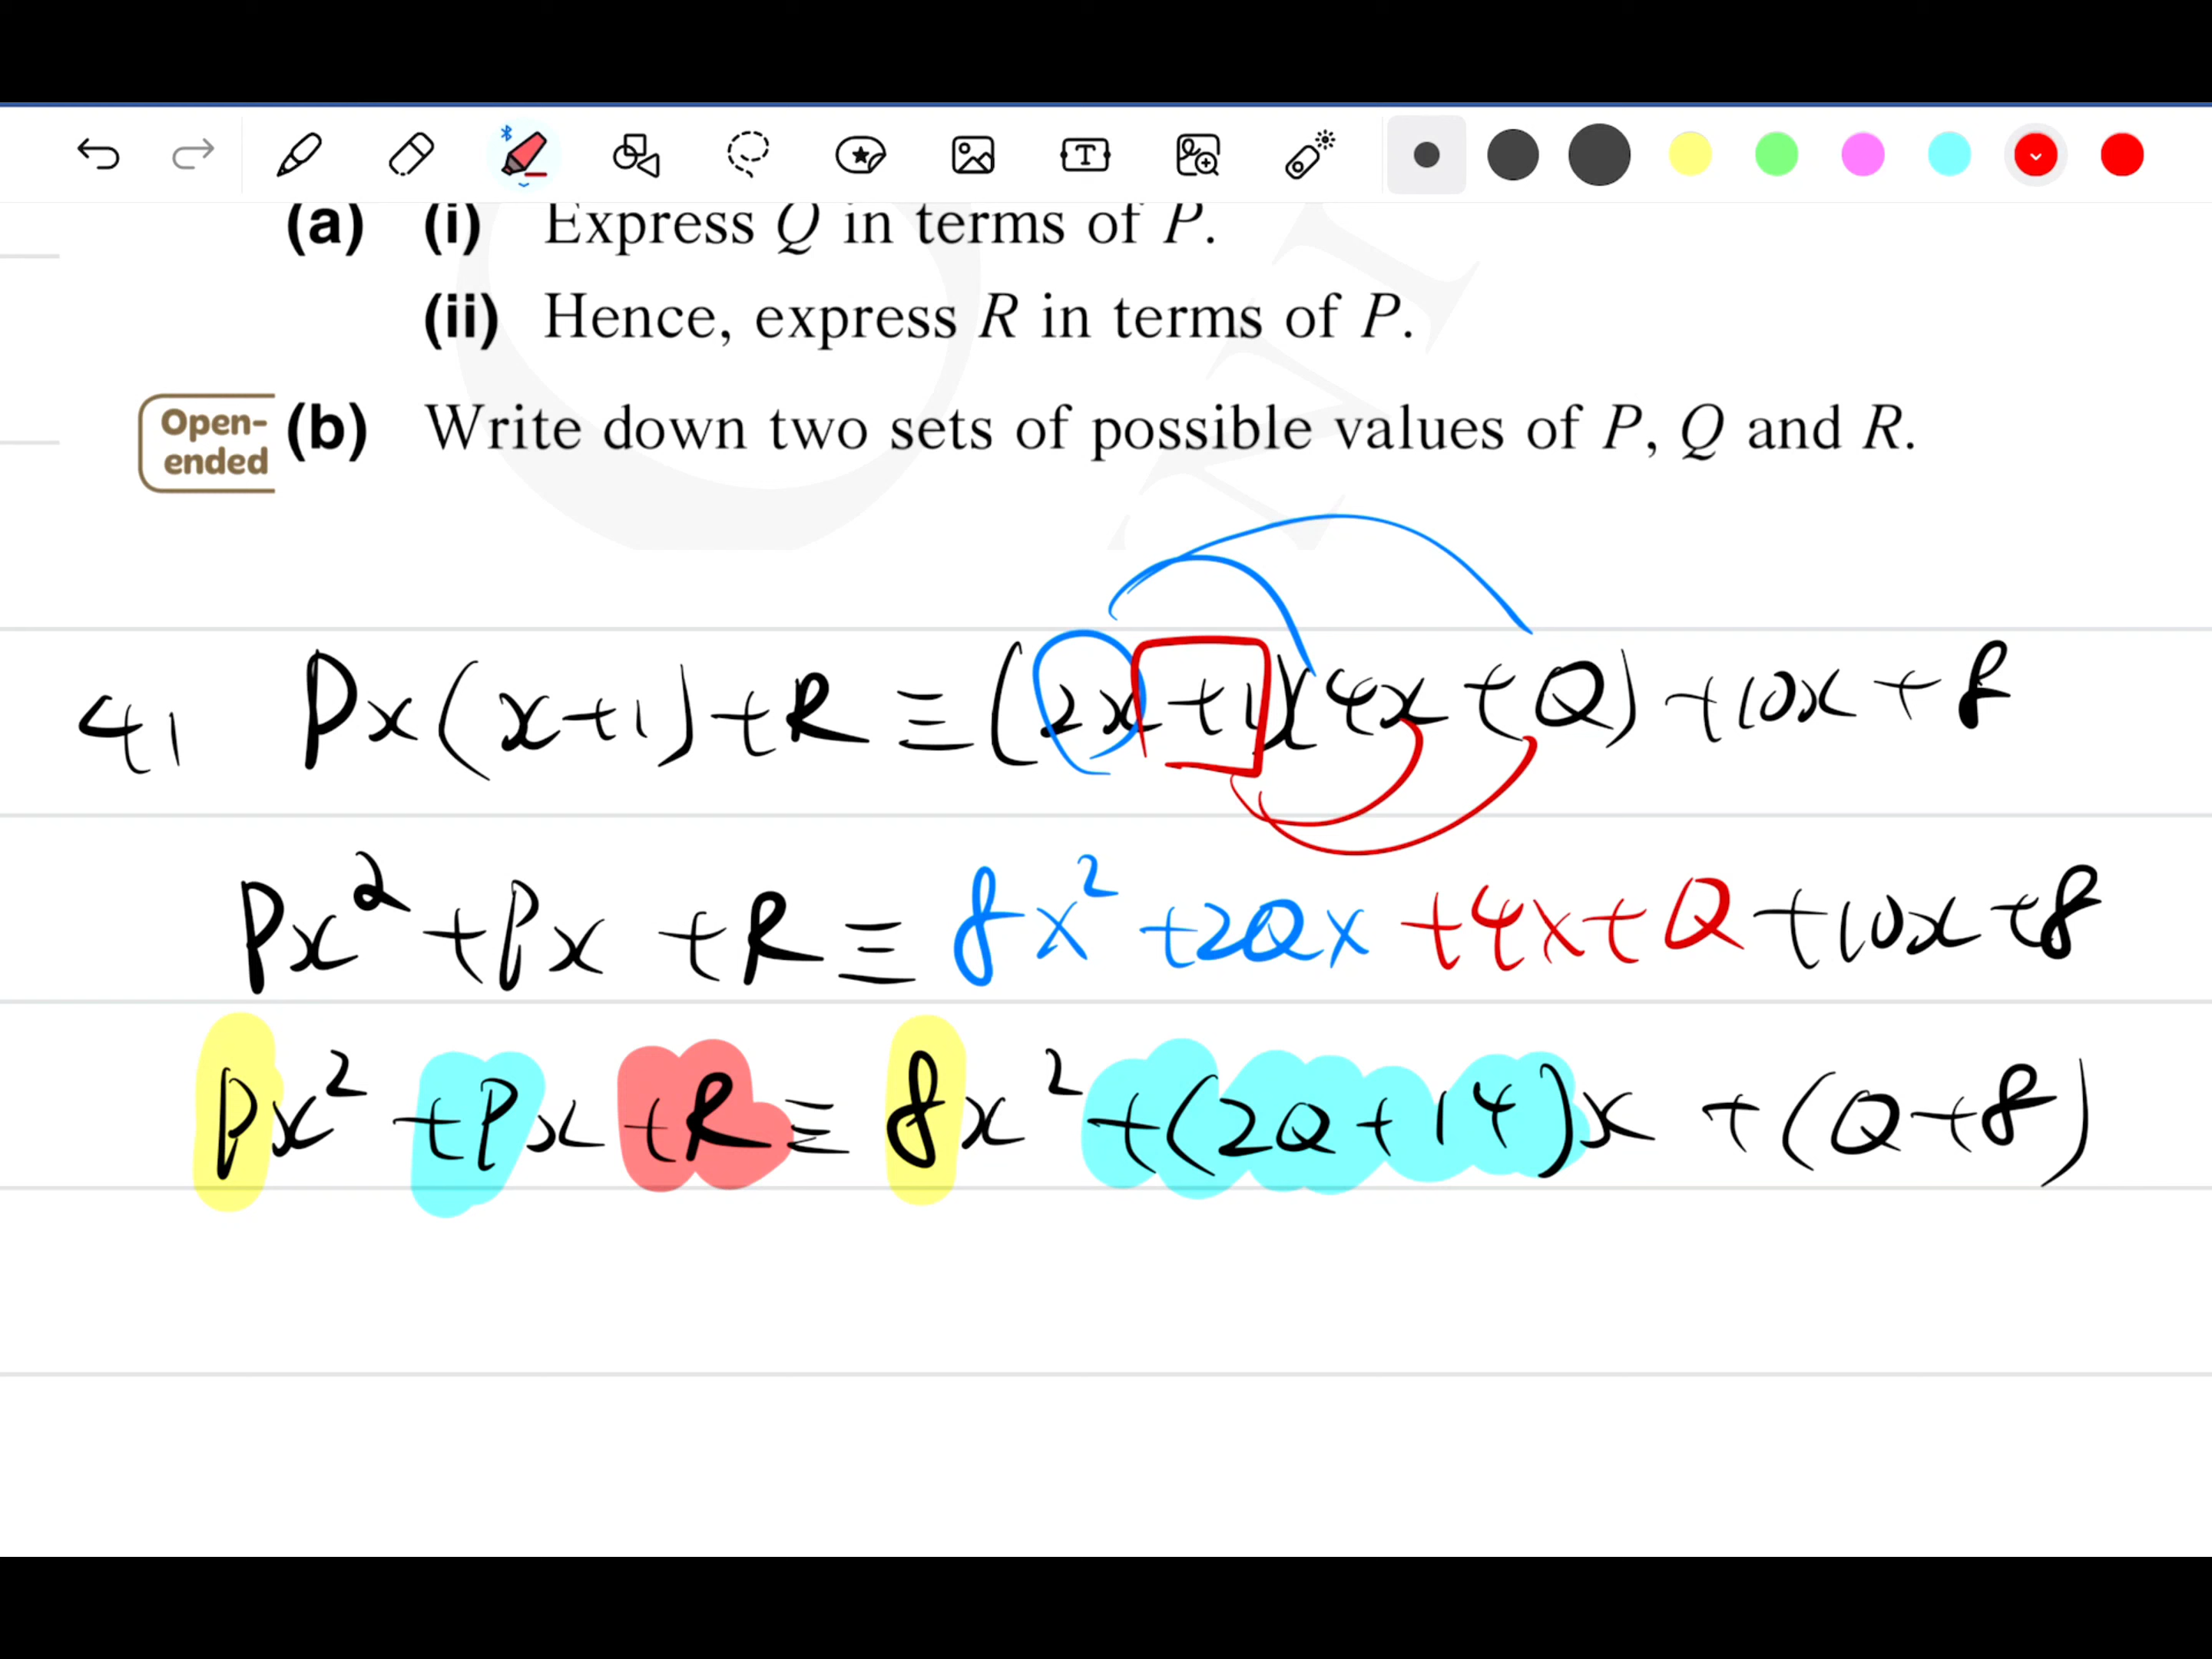 (a) (i) Express Q in terms of P.
(ii) Hence, express R in terms of P.
Open-ended (b) Write down two sets of possible values of P, Q and R.
41 Px(x+1)+R≡(2x+1)(4x+Q)+10x+8
Px²+Px+R≡8x²+2Qx+4x+Q+10x+8
Px²+Px+R≡8x²+(2Q+14)x+(Q+8)